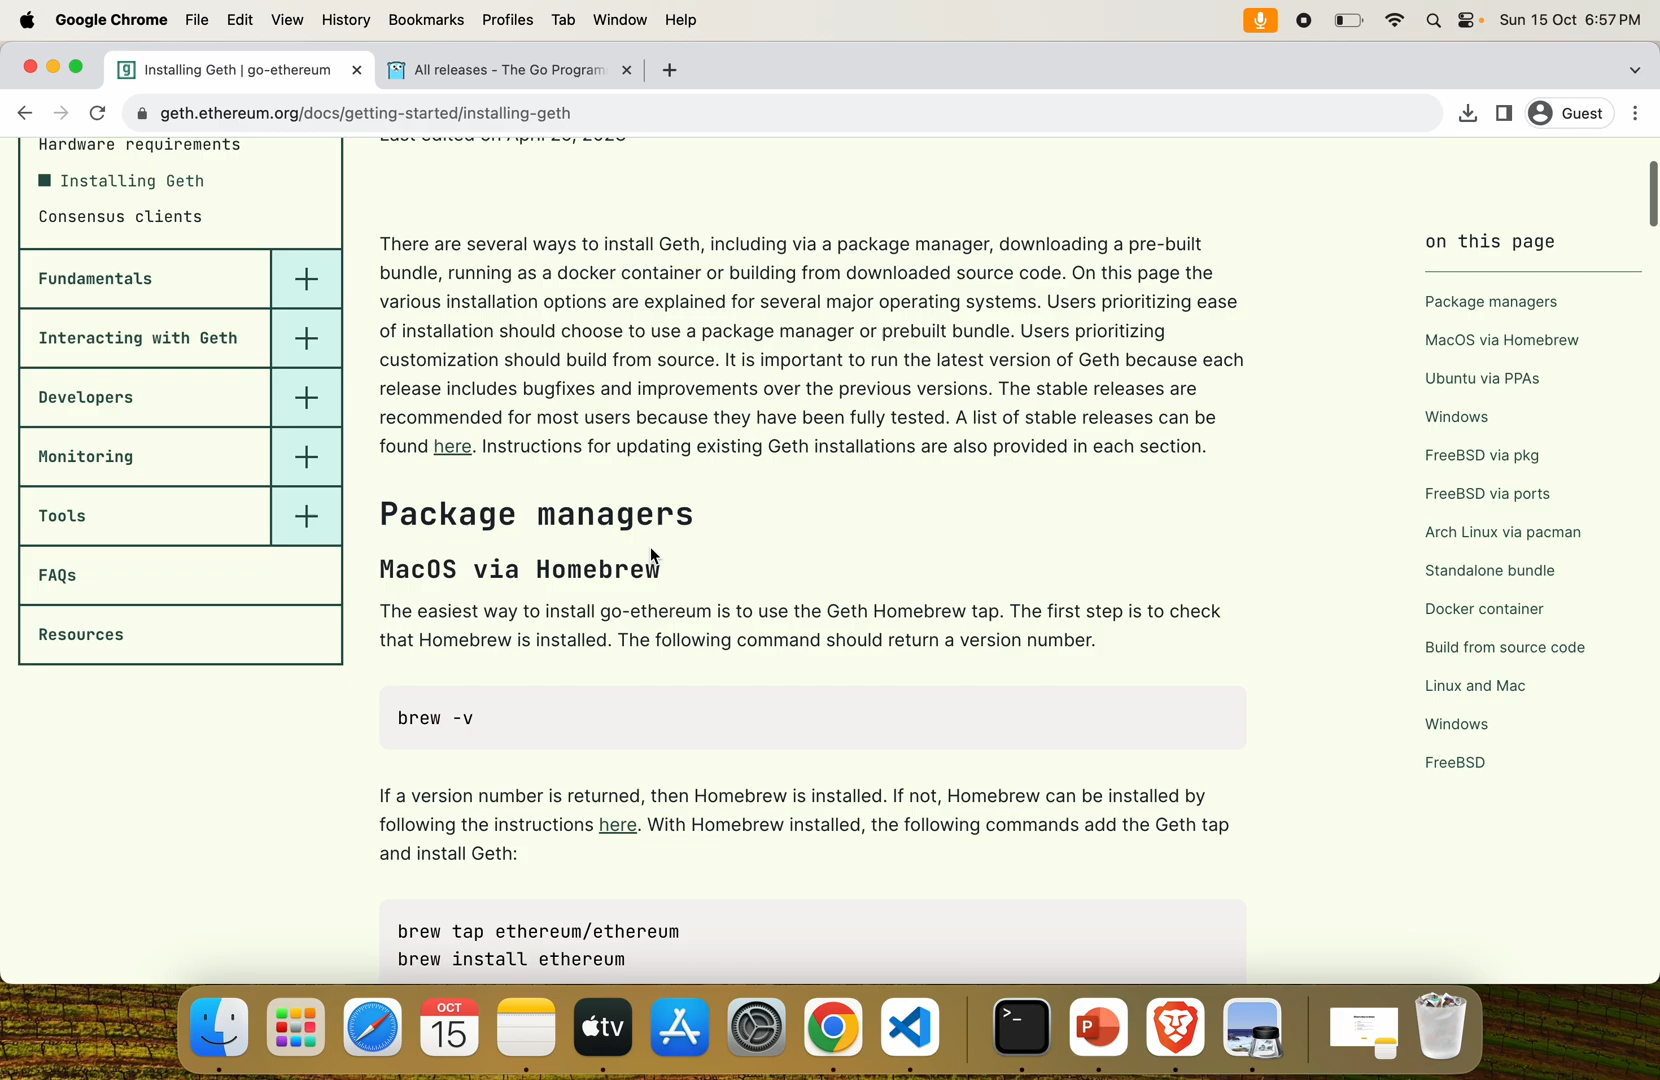 Google Chrome File Edit View History Bookmarks Profiles Tab Window Help Sun 15 Oct 6:57 PM
Installing Geth | go-ethereum
All releases - The Go Program
geth.ethereum.org/docs/getting-started/installing-geth
Guest
Hardware requirements
Installing Geth
Consensus clients
Fundamentals
Interacting with Geth
Developers
Monitoring
Tools
FAQs
Resources
There are several ways to install Geth, including via a package manager, downloading a pre-built
bundle, running as a docker container or building from downloaded source code. On this page the
various installation options are explained for several major operating systems. Users prioritizing ease
of installation should choose to use a package manager or prebuilt bundle. Users prioritizing
customization should build from source. It is important to run the latest version of Geth because each
release includes bugfixes and improvements over the previous versions. The stable releases are
recommended for most users because they have been fully tested. A list of stable releases can be
found here. Instructions for updating existing Geth installations are also provided in each section.
Package managers
MacOS via Homebrew
The easiest way to install go-ethereum is to use the Geth Homebrew tap. The first step is to check
that Homebrew is installed. The following command should return a version number.
brew -v
If a version number is returned, then Homebrew is installed. If not, Homebrew can be installed by
following the instructions here. With Homebrew installed, the following commands add the Geth tap
and install Geth:
brew tap ethereum/ethereum
brew install ethereum
on this page
Package managers
MacOS via Homebrew
Ubuntu via PPAs
Windows
FreeBSD via pkg
FreeBSD via ports
Arch Linux via pacman
Standalone bundle
Docker container
Build from source code
Linux and Mac
Windows
FreeBSD
OCT
15
tv
P